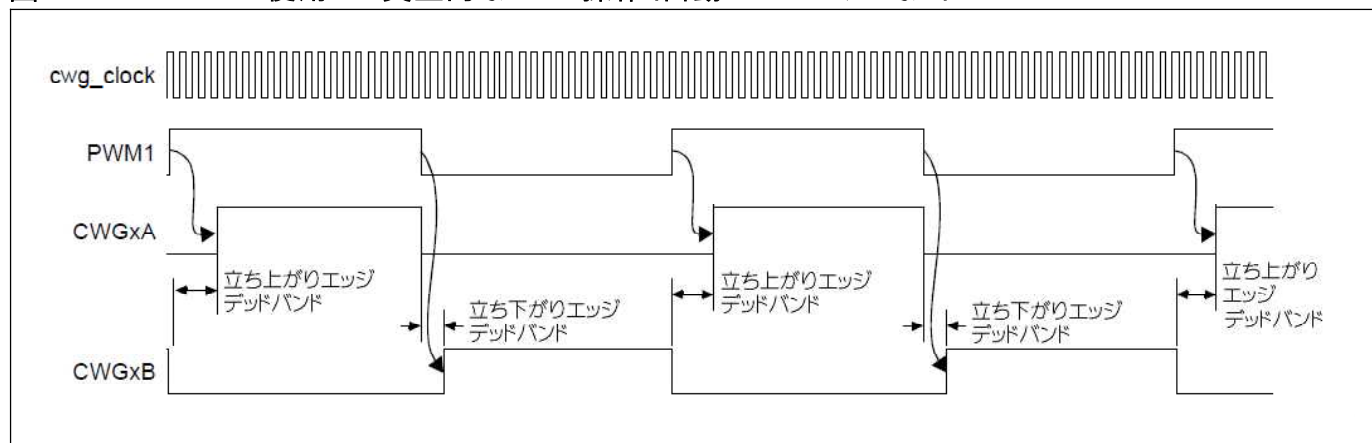 cwg_clock
PWM1
CWGxA
立ち上がりエッジ
デッドバンド
立ち下がりエッジ
デッドバンド
立ち上がりエッジ
デッドバンド
立ち下がりエッジ
デッドバンド
立ち上がり
エッジ
デッドバンド
CWGxB